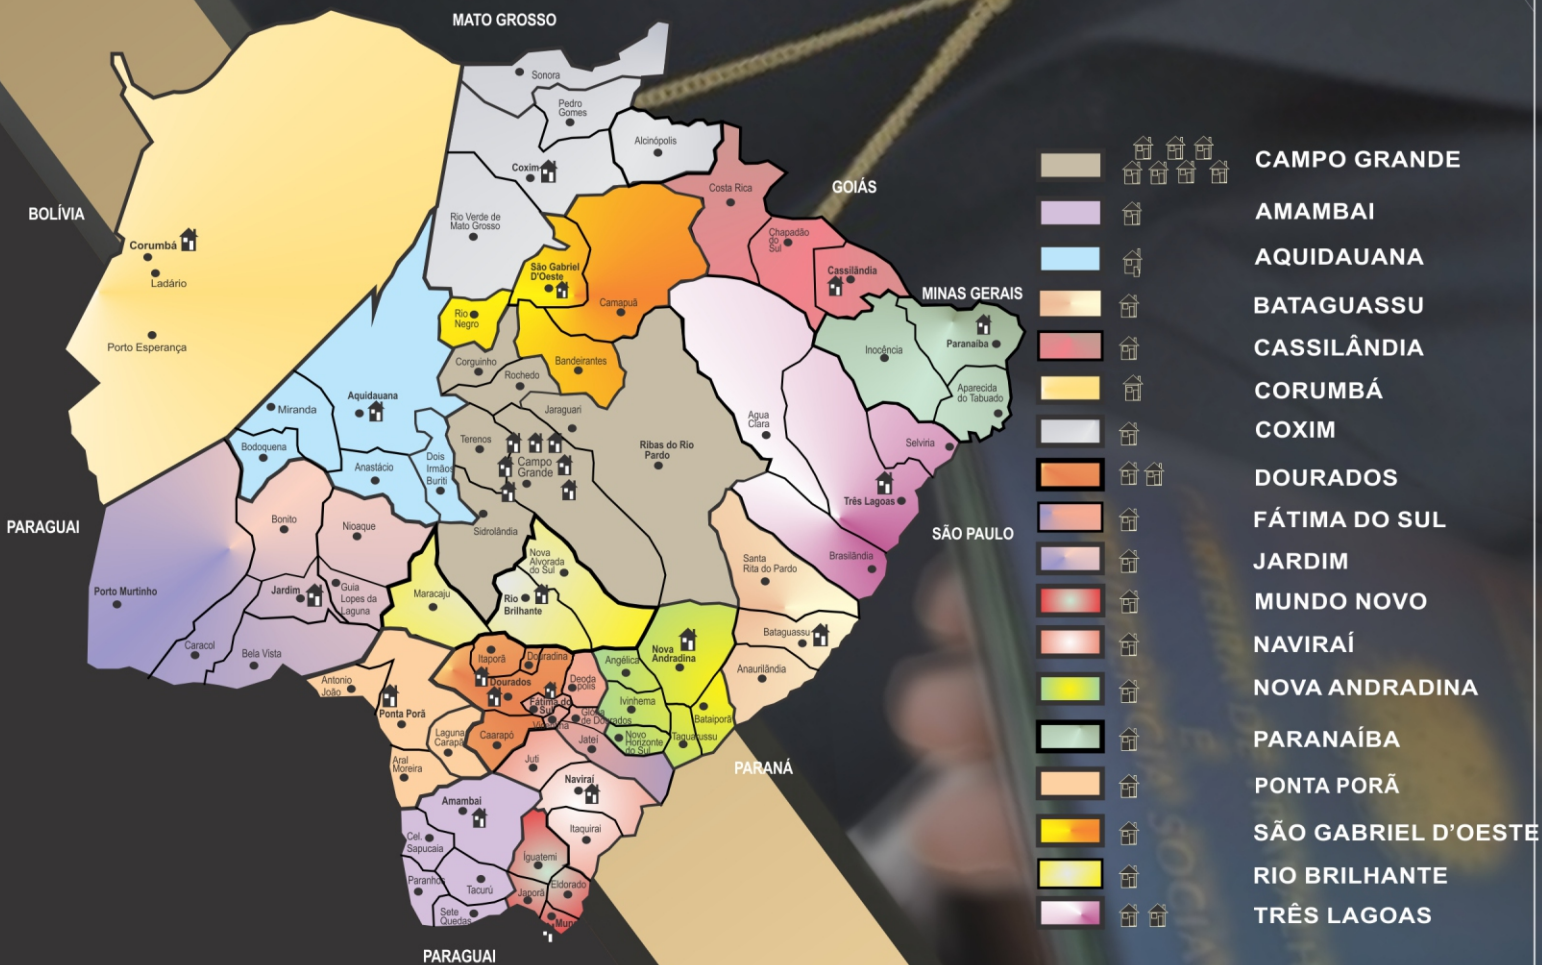 MATO GROSSO
Sonora
Pedro
Gomes
Alcinópolis
Coxim
Costa Rica
GOIÁS
BOLÍVIA
Rio Verde de
Mato Grosso
Chapadão
do
Sul
Corumbá
Ladário
São Gabriel
D'Oeste
Cassilândia
MINAS GERAIS
Camapuã
Rio
Negro
Porto Esperança
Paranaíba
Inocência
Corguinho
Bandeirantes
Rochedo
Aparecida
do Tabuado
Aquidauana
Miranda
Jaraguari
Agua
Clara
Terenos
Ribas do Rio
Pardo
Selviria
Bodoquena
Dois
Irmãos
Buriti
Anastácio
Campo
Grande
Três Lagoas
Bonito
Nioaque
Sidrolândia
PARAGUAI
SÃO PAULO
Nova
Alvorada
do Sul
Santa
Rita do Pardo
Brasilândia
Porto Murtinho
Jardim
Guia
Lopes da
Laguna
Maracaju
Rio
Brilhante
Caracol
Bela Vista
Bataguassu
Itaporã
Douradina
Angélica
Nova
Andradina
Anaurilândia
Antonio
João
Dourados
Deoda
polis
Fátima do
Sul
Ivinhema
Ponta Porã
Glória
de Dourados
Bataiporã
Laguna
Carapã
Caarapó
Jateí
Novo
Horizonte
do Sul
Taquarussu
Aral
Moreira
Juti
PARANÁ
Naviraí
Amambai
Itaquirai
Cel.
Sapucaia
Iguatemi
Paranhos
Tacurú
Japorã
Eldorado
Sete
Quedas
PARAGUAI
CAMPO GRANDE
AMAMBAI
AQUIDAUANA
BATAGUASSU
CASSILÂNDIA
CORUMBÁ
COXIM
DOURADOS
FÁTIMA DO SUL
JARDIM
MUNDO NOVO
NAVIRAÍ
NOVA ANDRADINA
PARANAÍBA
PONTA PORÃ
SÃO GABRIEL D'OESTE
RIO BRILHANTE
TRÊS LAGOAS